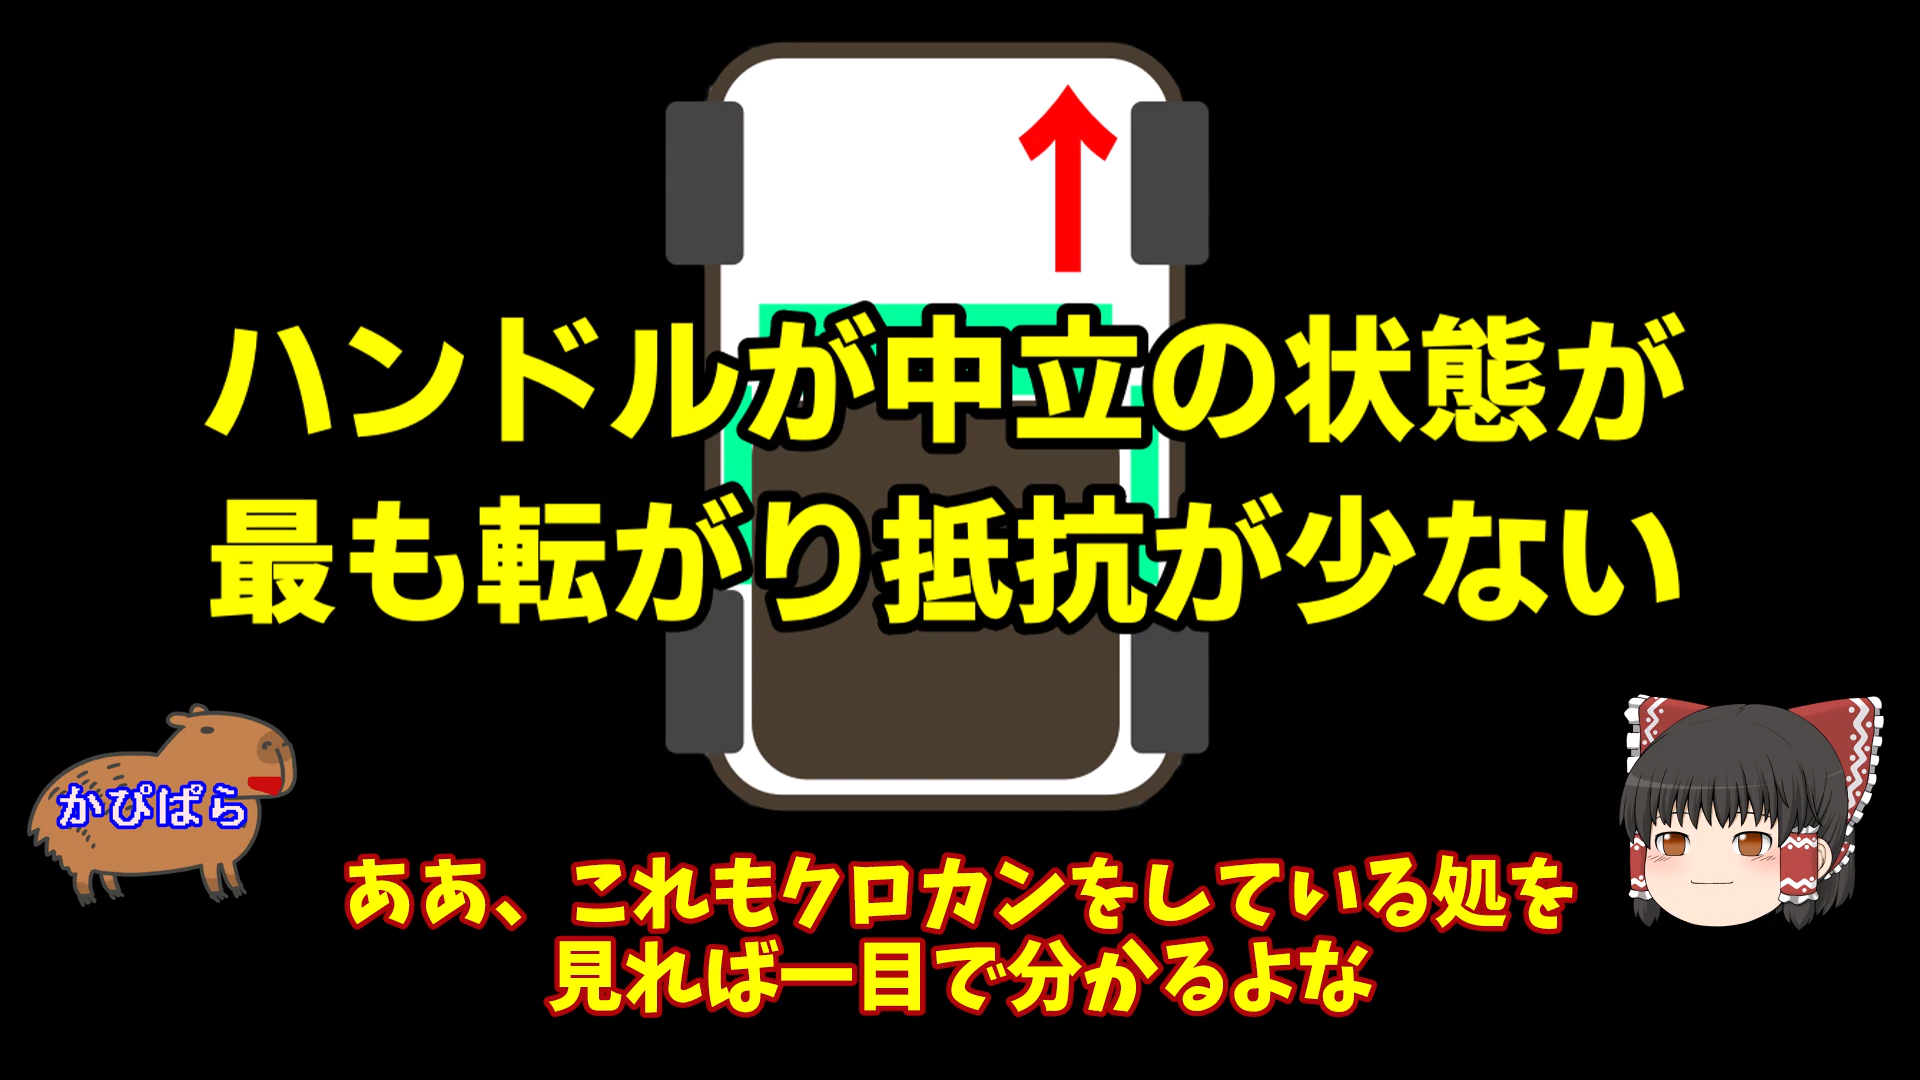 ハンドルが中立の状態が
最も転がり抵抗が少ない
かぴぱら
ああ、これもクロカンをしている処を
見れば一目で分かるよな